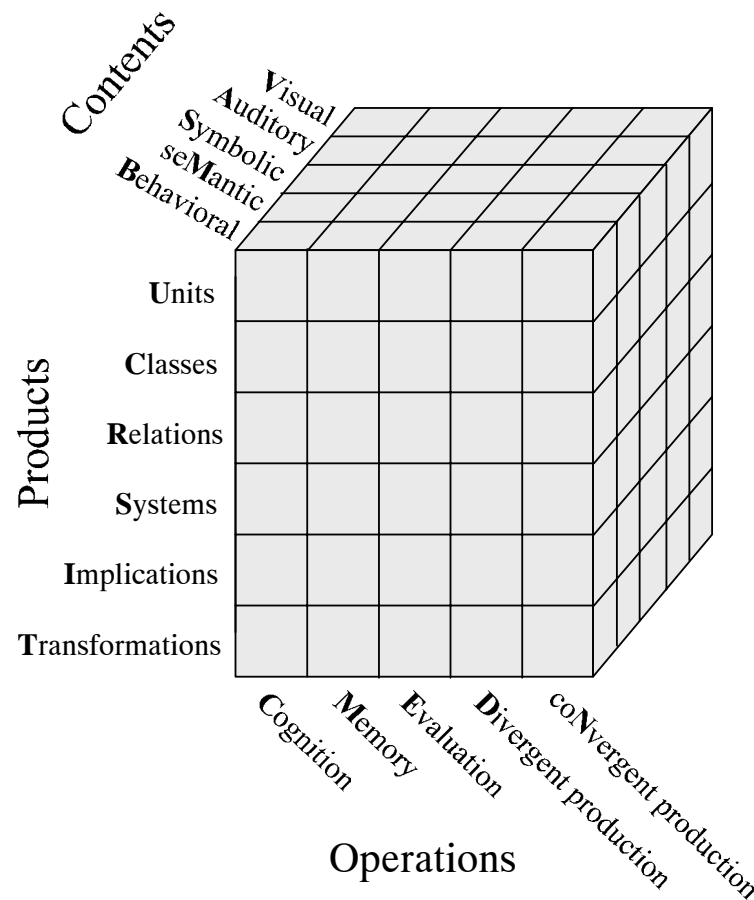 Contents
Visual
Auditory
Symbolic
seMantic
Behavioral
Products
Units
Classes
Relations
Systems
Implications
Transformations
Cognition
Memory
Evaluation
Divergent production
coNvergent production
Operations